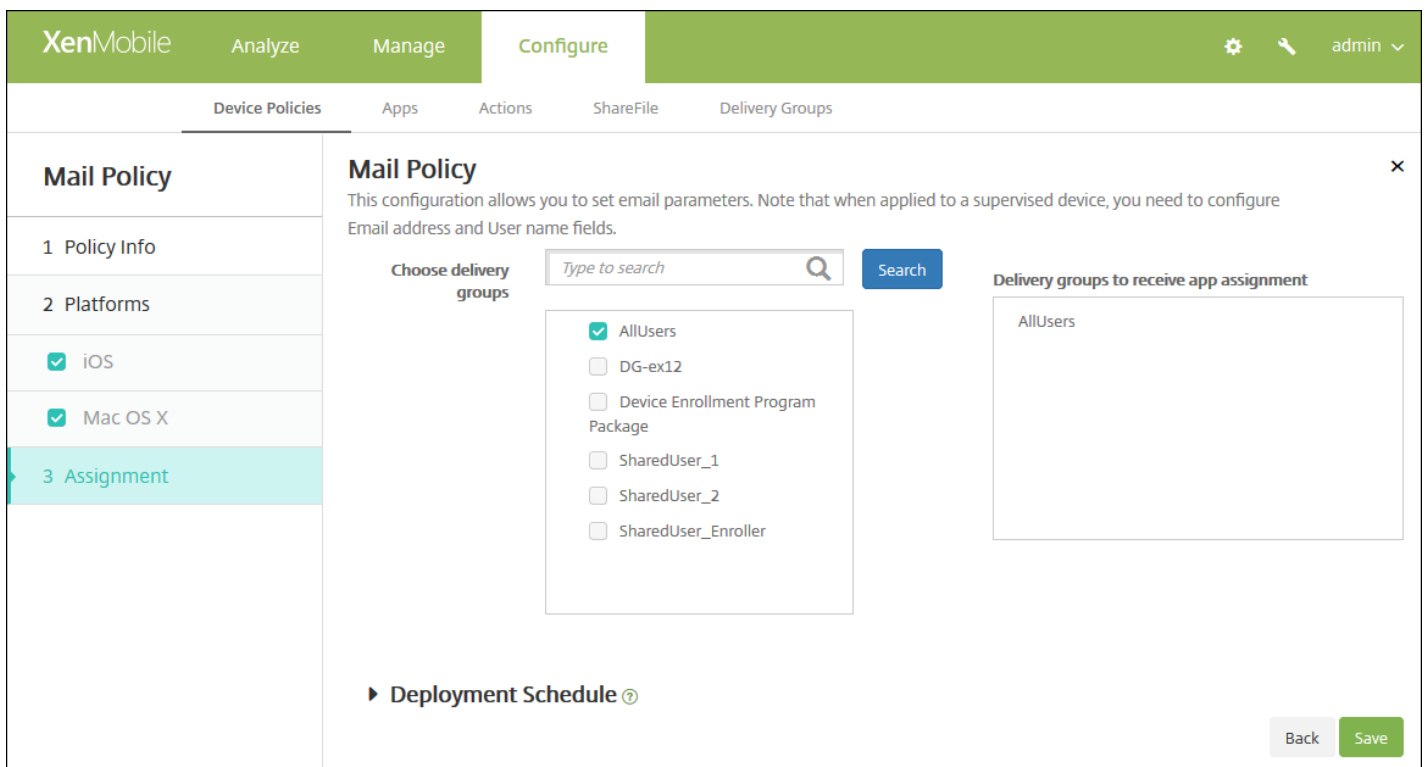 XenMobile Analyze Manage Configure admin
Device Policies Apps Actions ShareFile Delivery Groups
Mail Policy
1 Policy Info
2 Platforms
iOS
Mac OS X
3 Assignment
Mail Policy
This configuration allows you to set email parameters. Note that when applied to a supervised device, you need to configure
Email address and User name fields.
Choose delivery
groups
Type to search
Search
AllUsers
DG-ex12
Device Enrollment Program
Package
SharedUser_1
SharedUser_2
SharedUser_Enroller
Delivery groups to receive app assignment
AllUsers
Deployment Schedule ?
Back Save